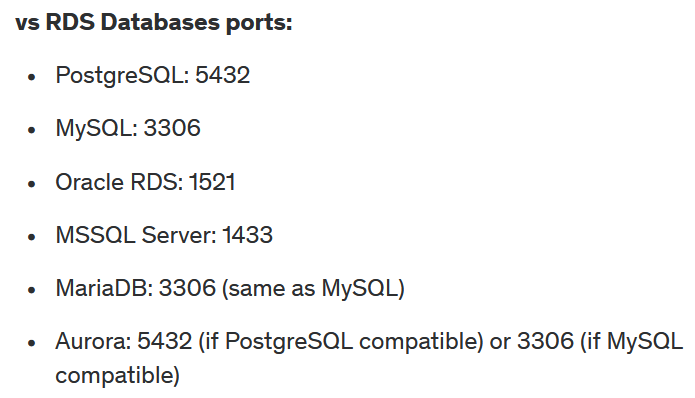 vs RDS Databases ports:
• PostgreSQL: 5432
• MySQL: 3306
• Oracle RDS: 1521
• MSSQL Server: 1433
• MariaDB: 3306 (same as MySQL)
• Aurora: 5432 (if PostgreSQL compatible) or 3306 (if MySQL
compatible)